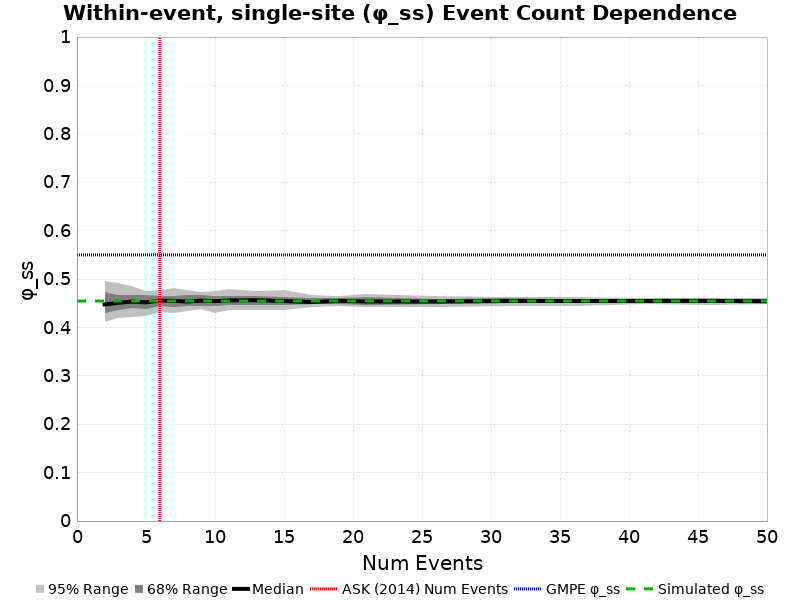 Within-event, single-site (φ_ss) Event Count Dependence
1
0.9
0.8
0.7
0.6
0.5
0.4
0.3
0.2
0.1
0
φ_ss
0 5 10 15 20 25 30 35 40 45 50
Num Events
95% Range 68% Range Median ASK (2014) Num Events GMPE φ_ss Simulated φ_ss